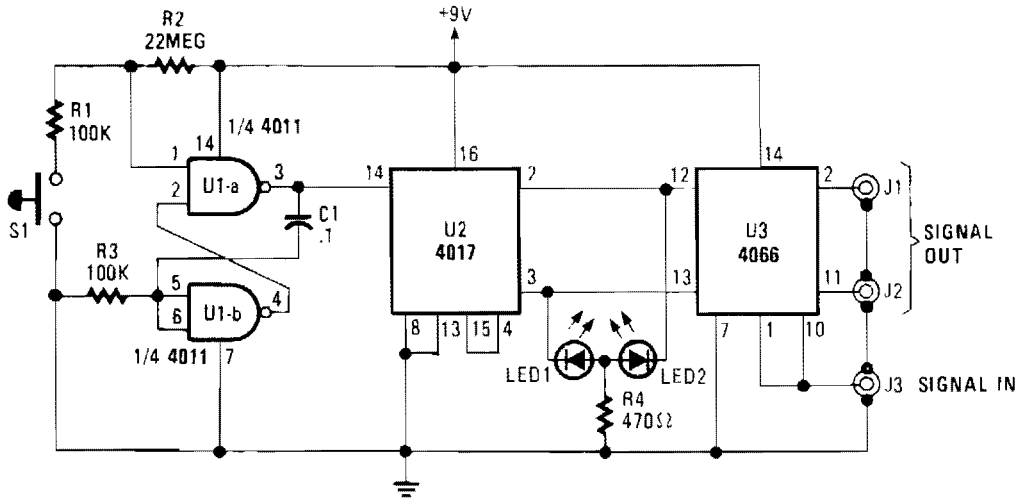 +9V
R2
22MEG
R1
100K
1/4 4011
14
1
2
3
U1-a
S1
C1
.1
R3
100K
5
6
4
U1-b
1/4 4011
7
14
16
2
U2
4017
3
8
13
15
4
LED1
LED2
R4
470Ω
12
14
2
U3
4066
13
11
7
1
10
J1
J2
SIGNAL
OUT
J3 SIGNAL IN